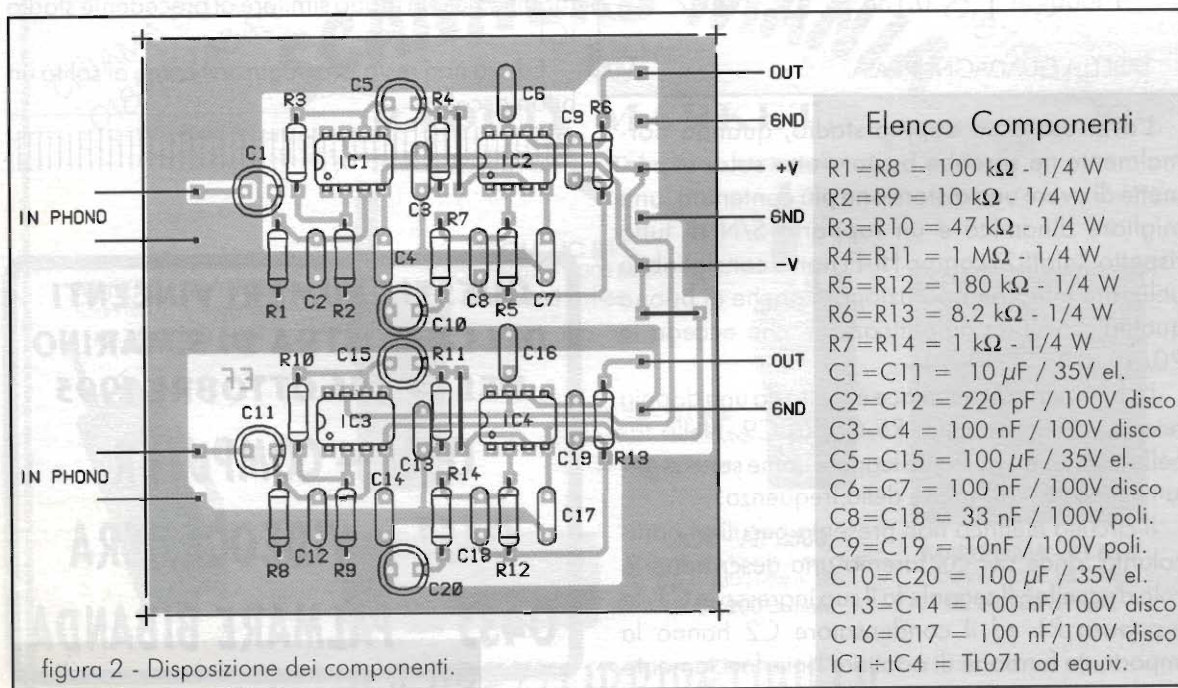 C5
R3
R4
C6
C9
R6
C1
IC1
IC2
C3
IN PHONO
R7
C4
R1
C2
R2
C8
R5
C7
C10
R10
C15
R11
C16
C11
IC3
IC4
C13
R14
C19
R13
IN PHONO
C14
C17
R8
C12
R9
C18
R12
C20
OUT
GND
+V
GND
-V
OUT
GND
Elenco Componenti
R1=R8 = 100 kΩ - 1/4 W
R2=R9 = 10 kΩ - 1/4 W
R3=R10 = 47 kΩ - 1/4 W
R4=R11 = 1 MΩ - 1/4 W
R5=R12 = 180 kΩ - 1/4 W
R6=R13 = 8.2 kΩ - 1/4 W
R7=R14 = 1 kΩ - 1/4 W
C1=C11 = 10 µF / 35V el.
C2=C12 = 220 pF / 100V disco
C3=C4 = 100 nF / 100V disco
C5=C15 = 100 µF / 35V el.
C6=C7 = 100 nF / 100V disco
C8=C18 = 33 nF / 100V poli.
C9=C19 = 10nF / 100V poli.
C10=C20 = 100 µF / 35V el.
C13=C14 = 100 nF/100V disco
C16=C17 = 100 nF/100V disco
IC1÷IC4 = TL071 od equiv.
figura 2 - Disposizione dei componenti.